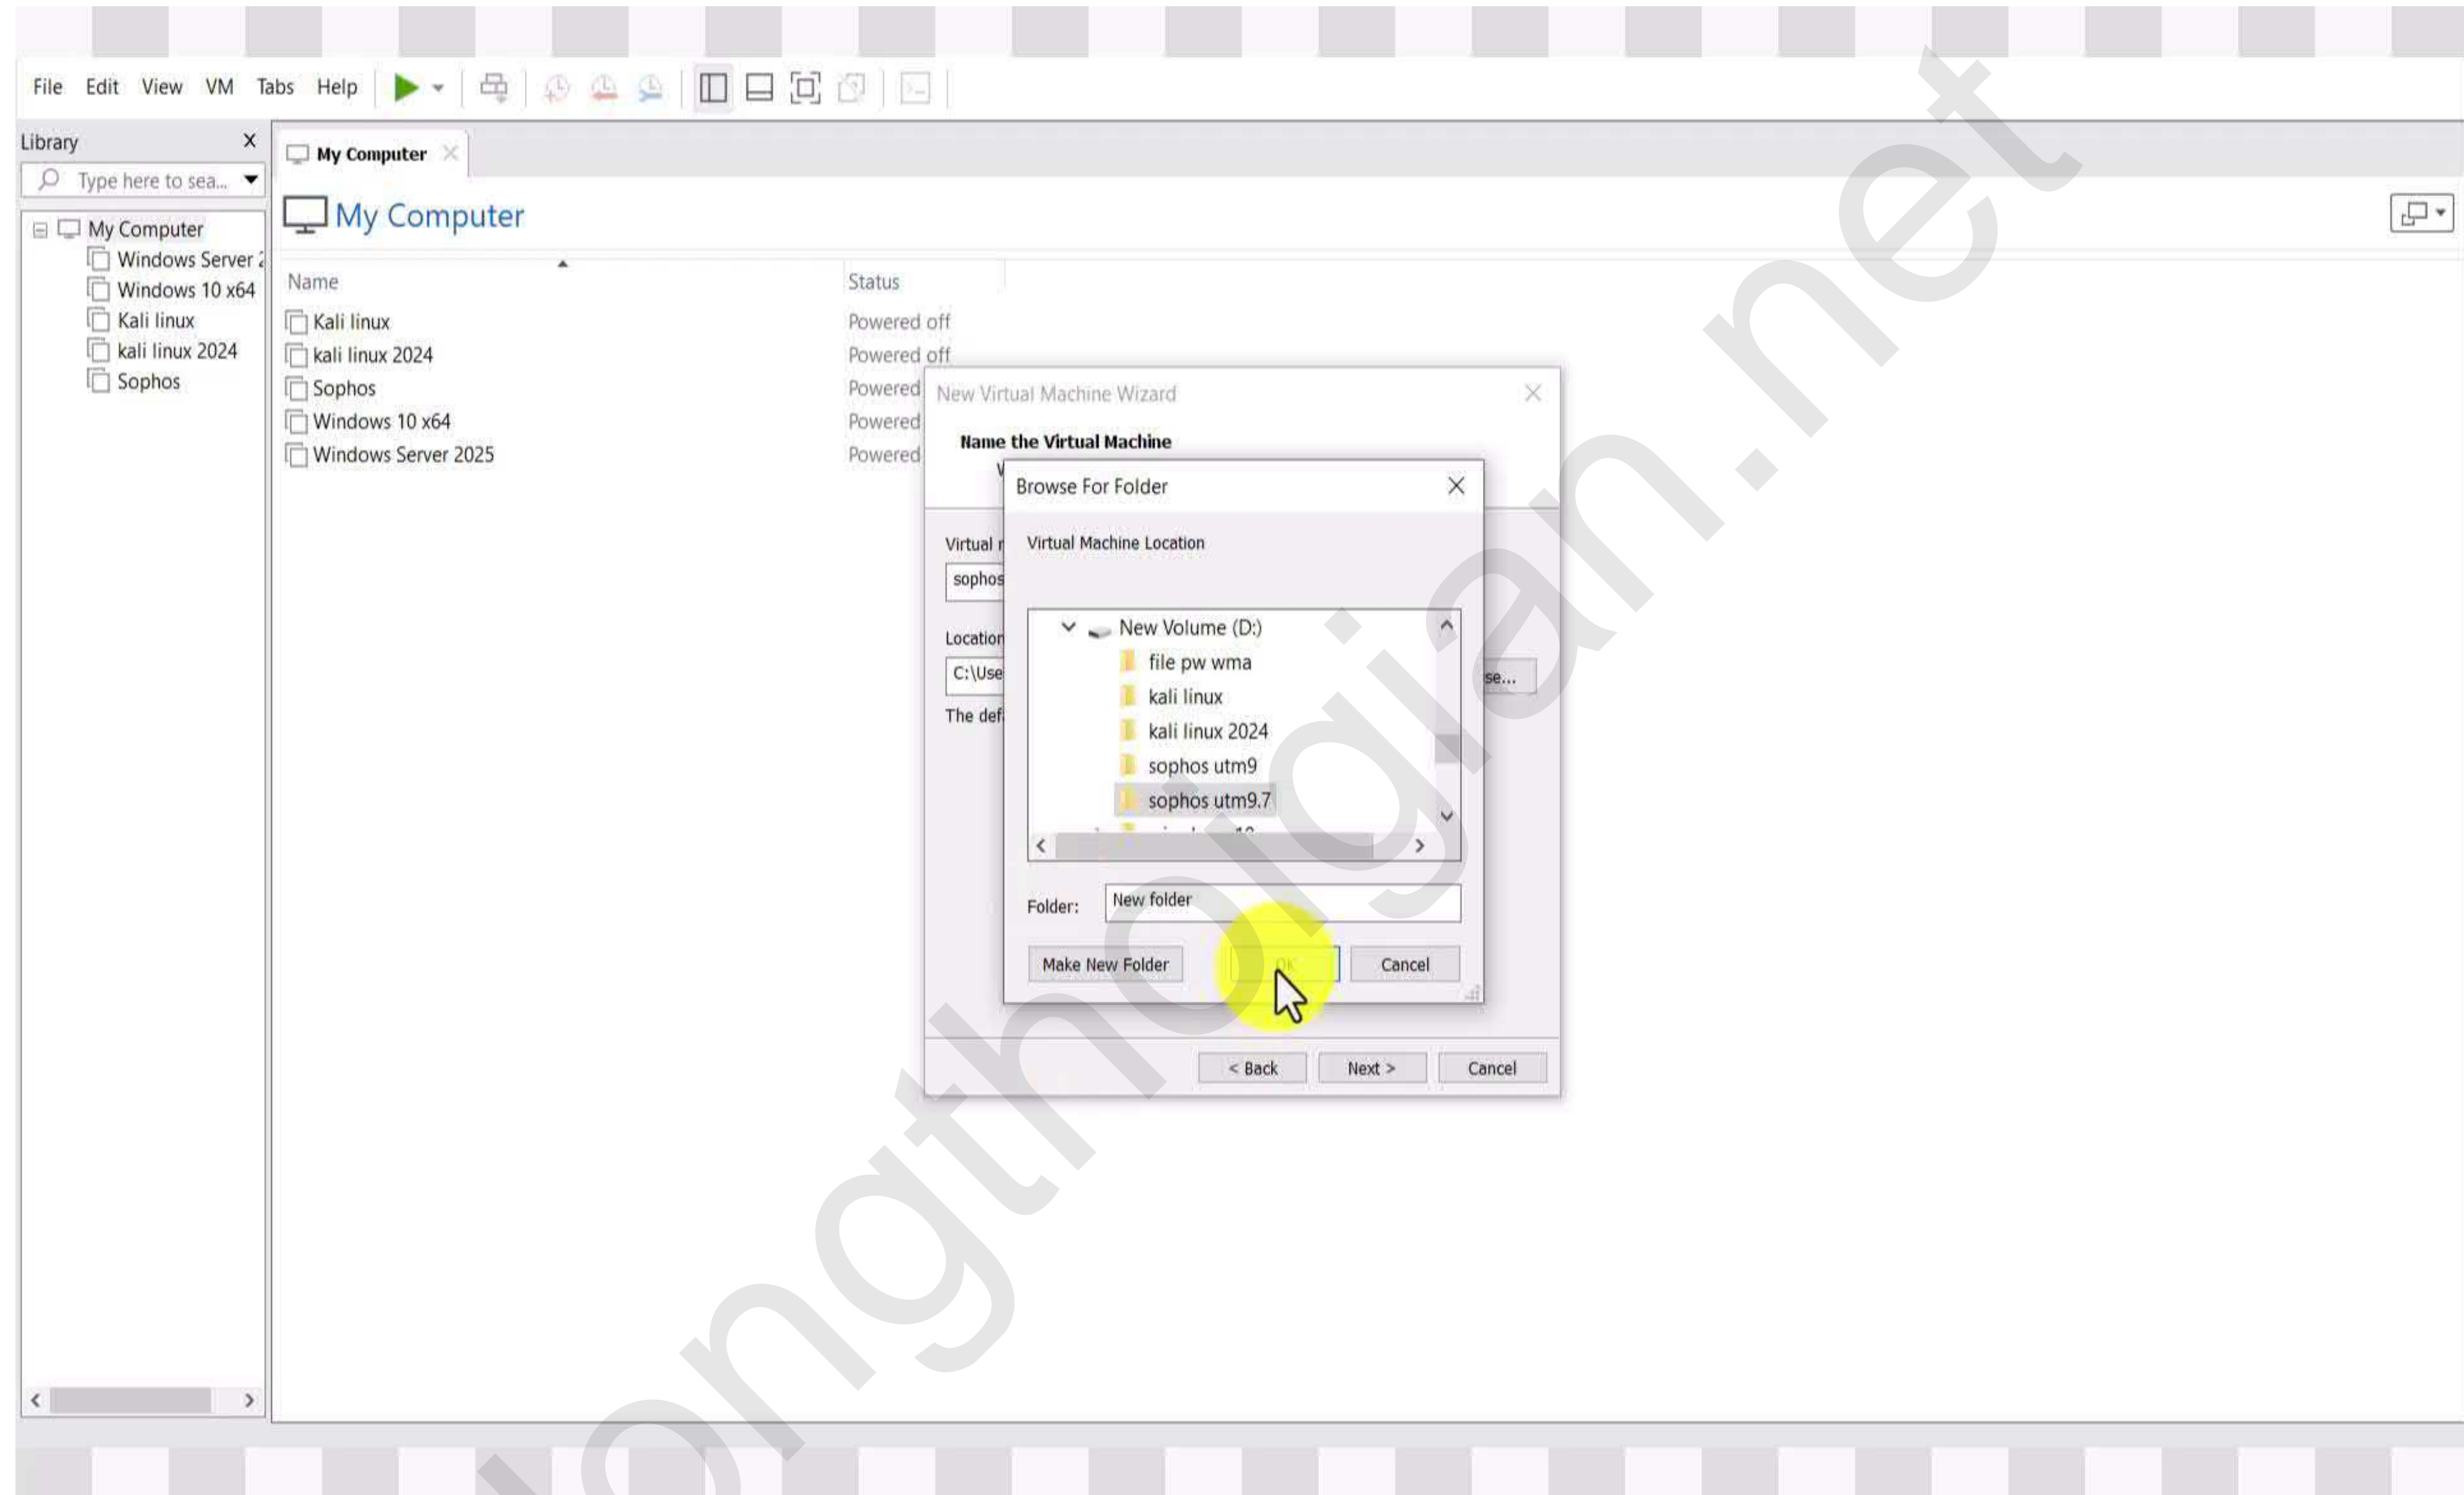 File Edit View VM Tabs Help
Library X
Type here to sea...
My Computer
Windows Server 2
Windows 10 x64
Kali linux
kali linux 2024
Sophos
My Computer
My Computer
Name Status
Kali linux Powered off
kali linux 2024 Powered off
Sophos Powered
Windows 10 x64 Powered
Windows Server 2025 Powered
New Virtual Machine Wizard
Name the Virtual Machine
Browse For Folder
Virtual Machine Location
Virtual
sophos
Location
C:\Use
The def
se...
New Volume (D:)
file pw wma
kali linux
kali linux 2024
sophos utm9
sophos utm9.7
Folder: New folder
Make New Folder OK Cancel
< Back Next > Cancel
ongthoigian.net